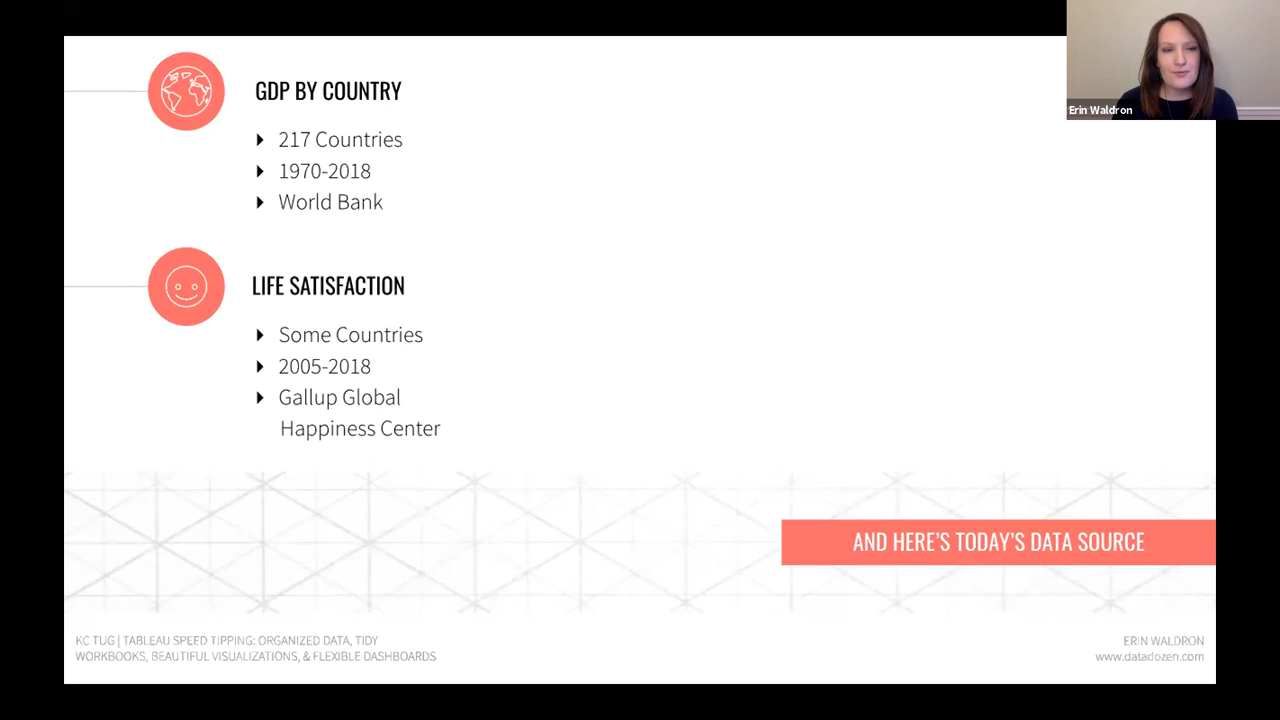 Erin Waldron
GDP BY COUNTRY
217 Countries
1970-2018
World Bank
LIFE SATISFACTION
Some Countries
2005-2018
Gallup Global
Happiness Center
AND HERE'S TODAY'S DATA SOURCE
KC TUG | TABLEAU SPEED TIPPING: ORGANIZED DATA, TIDY
WORKBOOKS, BEAUTIFUL VISUALIZATIONS, & FLEXIBLE DASHBOARDS
ERIN WALDRON
www.datadozen.com